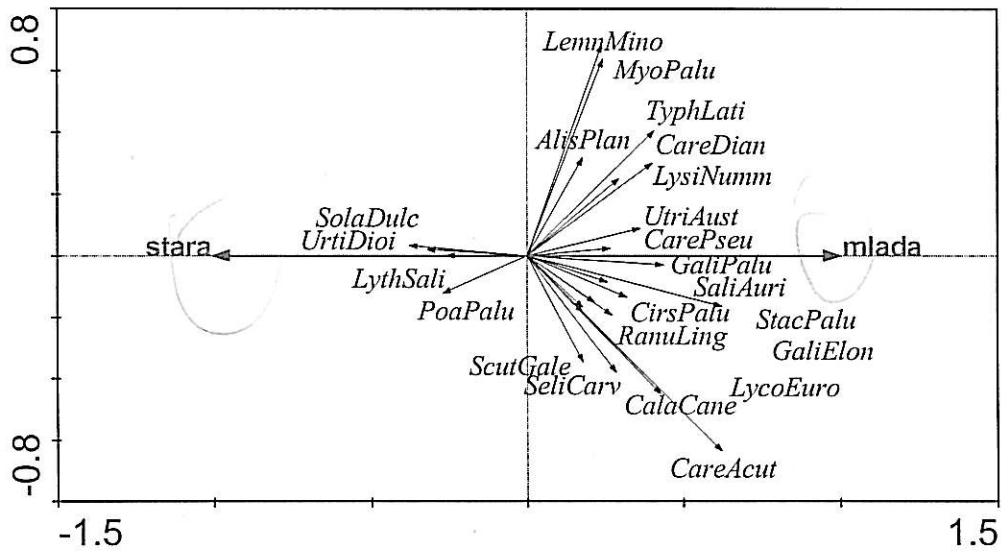 0.8
LemnMino
MyoPalu
TyphLati
AlisPlan
CareDian
LysiNumm
SolaDulc
UtriAust
UrtiDioi
CarePseu
stara
mlada
GaliPalu
LythSali
SaliAuri
PoaPalu
CirsPalu
StacPalu
RanuLing
GaliElon
ScutGale
SeliCarv
LycoEuro
CalaCane
CareAcut
-0.8
-1.5
1.5